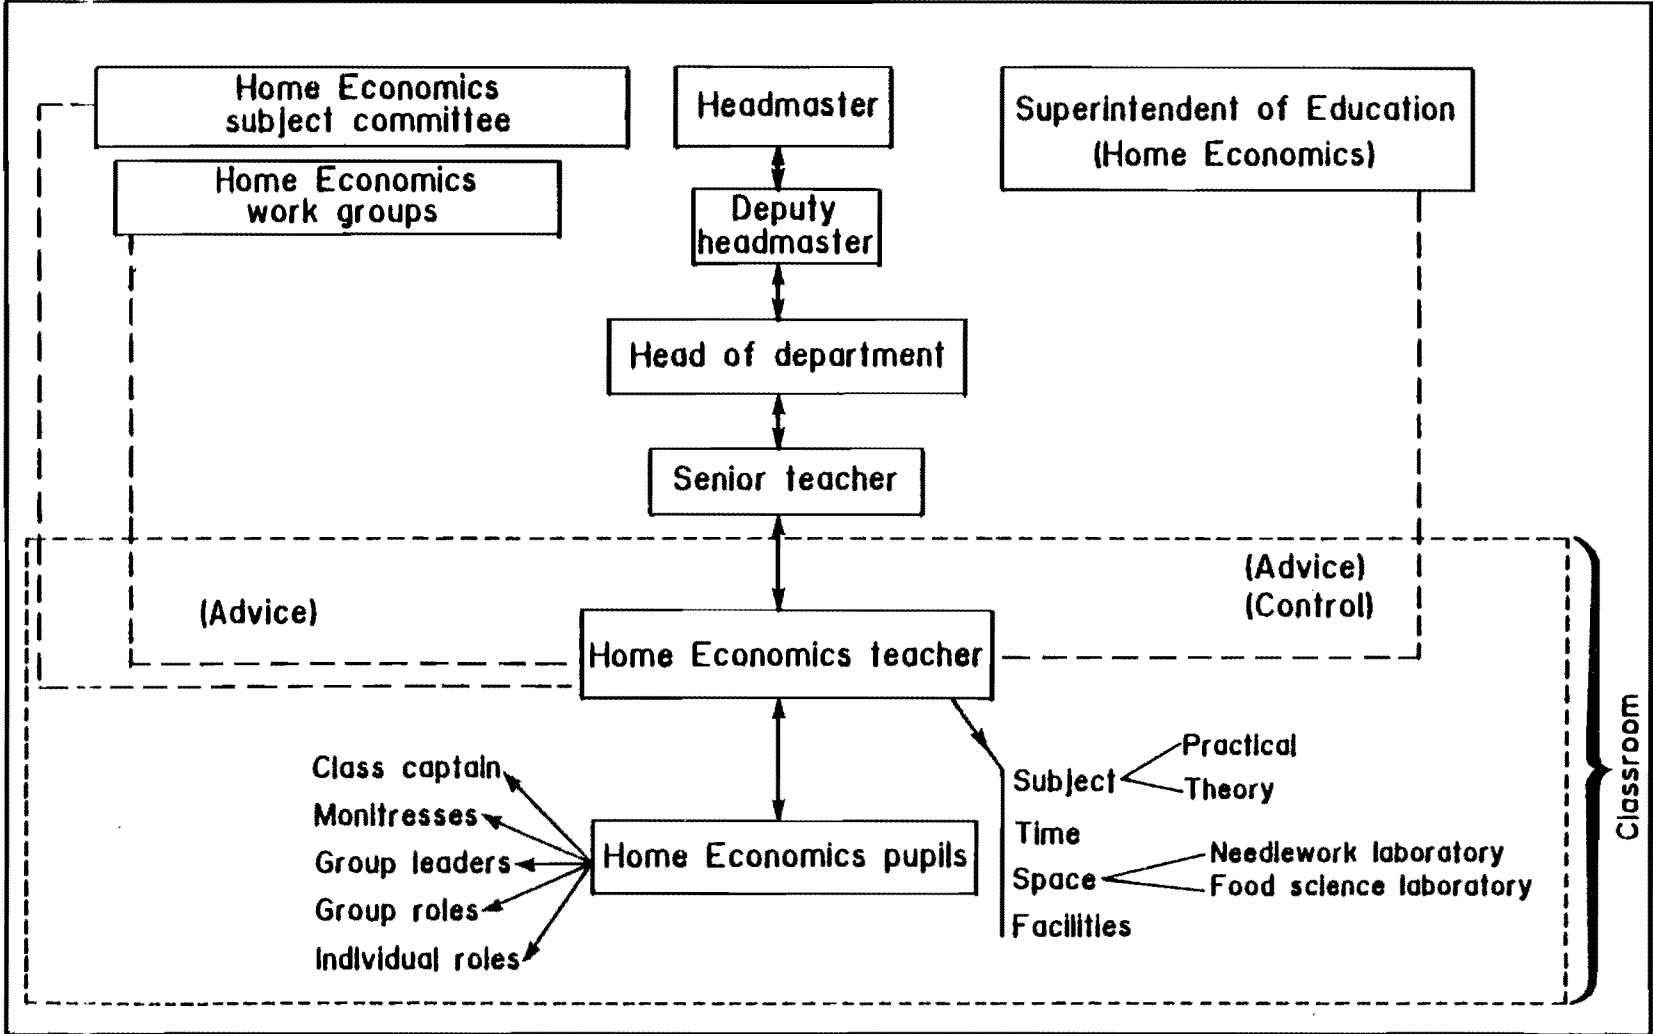 Home Economics
subject committee
Headmaster
Superintendent of Education
(Home Economics)
Home Economics
work groups
Deputy
headmaster
Head of department
Senior teacher
(Advice)
(Advice)
(Control)
Home Economics teacher
Classroom
Class captain
Monitresses
Group leaders
Group roles
Individual roles
Home Economics pupils
Subject
Practical
Theory
Time
Space
Needlework laboratory
Food science laboratory
Facilities